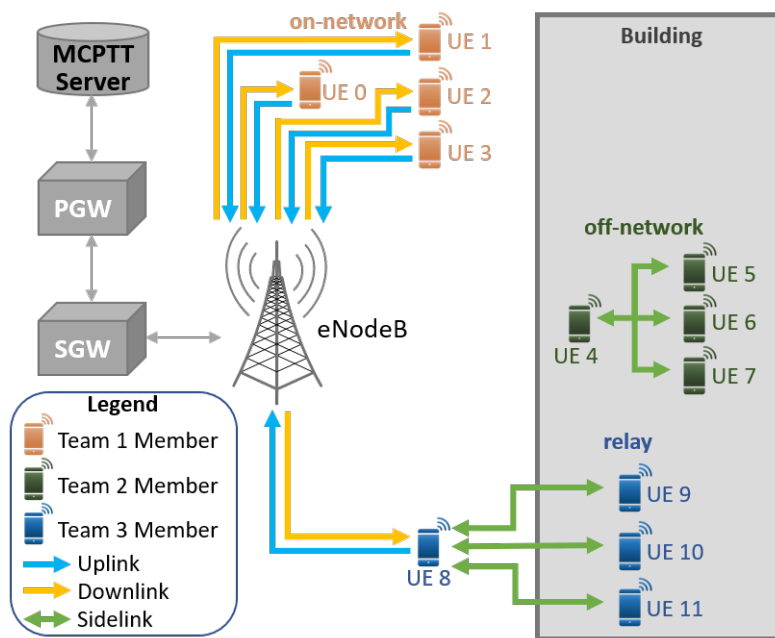 MCPTT
Server
PGW
SGW
eNodeB
on-network
UE 1
UE 0
UE 2
UE 3
Building
off-network
UE 5
UE 4
UE 6
UE 7
relay
UE 8
UE 9
UE 10
UE 11
Legend
Team 1 Member
Team 2 Member
Team 3 Member
Uplink
Downlink
Sidelink